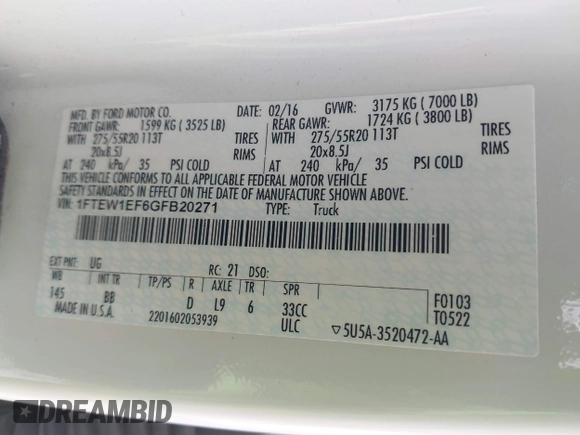 MFD. BY FORD MOTOR CO.
DATE: 02/16 GVWR: 3175 KG ( 7000 LB)
FRONT GAWR: 1599 KG ( 3525 LB)
REAR GAWR: 1724 KG ( 3800 LB)
WITH 275/55R20 113T TIRES
WITH 275/55R20 113T TIRES
20x8.5J RIMS
20x8.5J RIMS
AT 240 kPa/ 35 PSI COLD
AT 240 kPa/ 35 PSI COLD
THIS VEHICLE CONFORMS TO ALL APPLICABLE FEDERAL MOTOR VEHICLE
SAFETY STANDARDS IN EFFECT ON THE DATE OF MANUFACTURE SHOWN ABOVE.
VIN: 1FTEW1EF6GFB20271 TYPE: Truck
EXT PNT: UG RC: 21 DSO:
WB INT TR TP/PS R AXLE TR SPR
145 BB D L9 6 33CC
ULC
F0103
T0522
MADE IN U.S.A. 2201602053939
▽5U5A-3520472-AA
DREAMBID